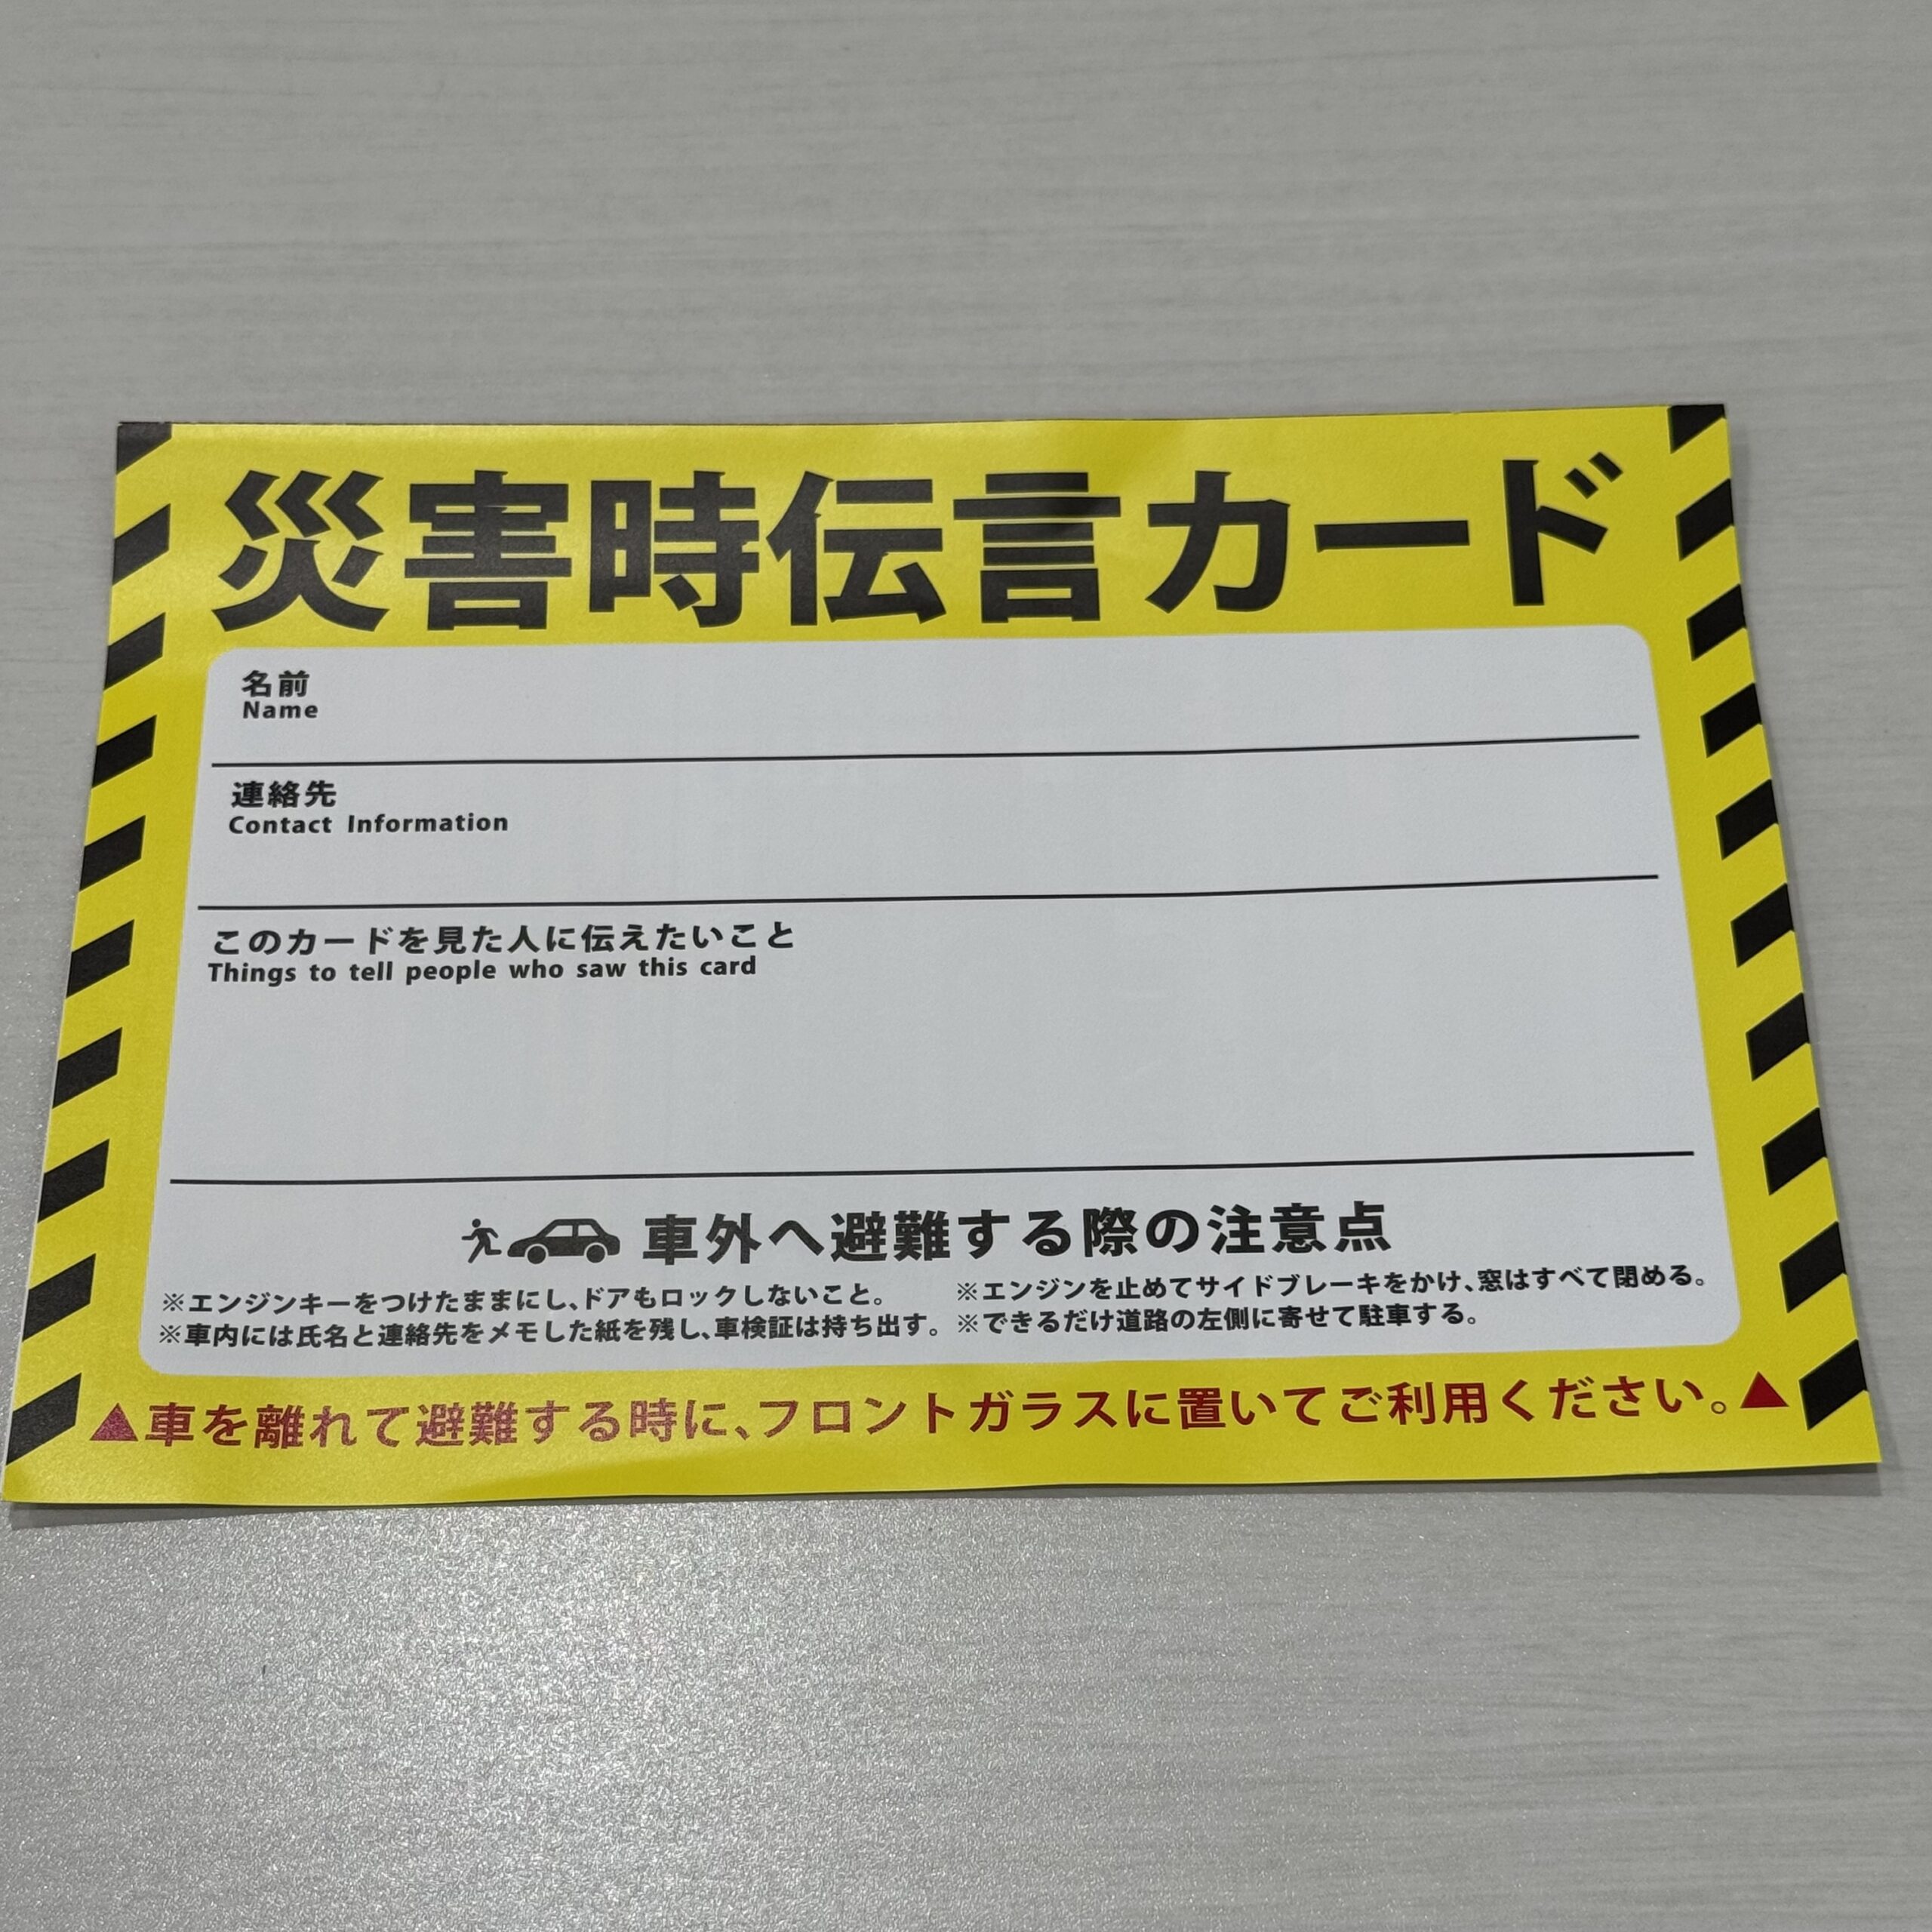 災害時伝言カード
名前
Name
連絡先
Contact Information
このカードを見た人に伝えたいこと
Things to tell people who saw this card
車外へ避難する際の注意点
※エンジンキーをつけたままにし、ドアもロックしないこと。
※車内には氏名と連絡先をメモした紙を残し、車検証は持ち出す。
※エンジンを止めてサイドブレーキをかけ、窓はすべて閉める。
※できるだけ道路の左側に寄せて駐車する。
▲車を離れて避難する時に、フロントガラスに置いてご利用ください。▲